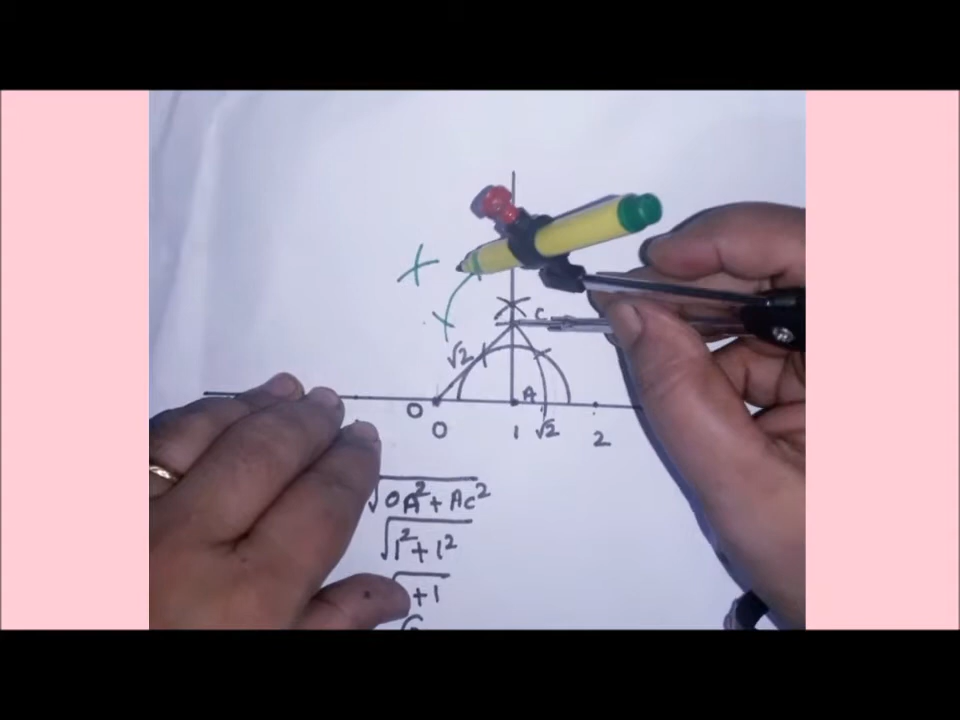 C
√2
A
O
0 1 √2 2
√OA²+AC²
√1²+1²
+1